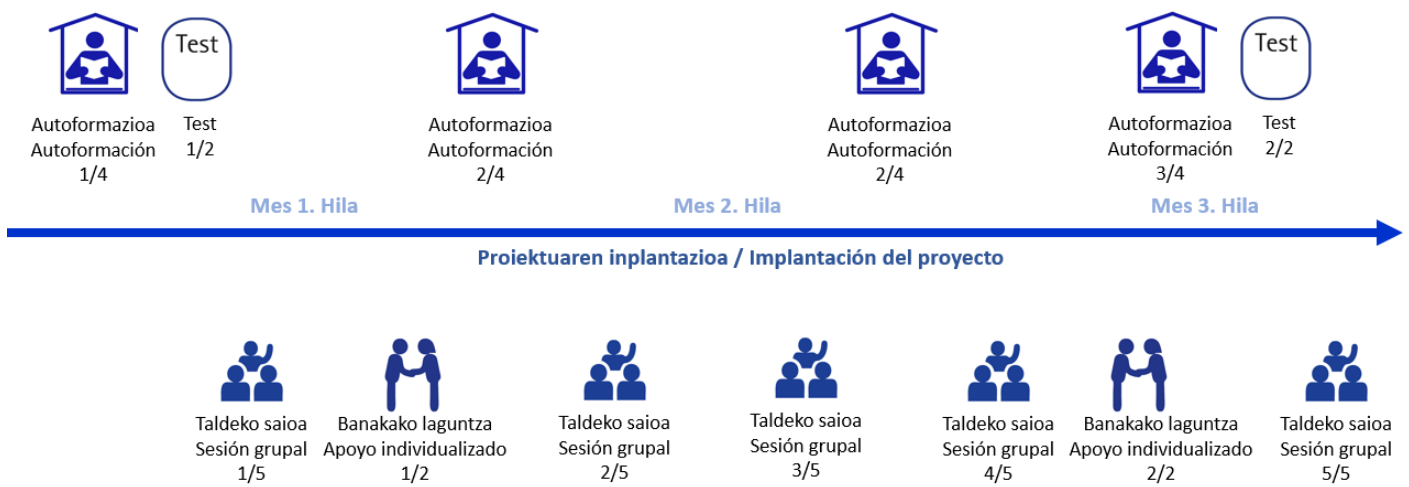 Test
Autoformazioa
Autoformación
1/4
Test
1/2
Autoformazioa
Autoformación
2/4
Autoformazioa
Autoformación
2/4
Test
Autoformazioa
Autoformación
3/4
Test
2/2
Mes 1. Hila
Mes 2. Hila
Mes 3. Hila
Proiektuaren inplantazioa / Implantación del proyecto
Taldeko saioa
Sesión grupal
1/5
Banakako laguntza
Apoyo individualizado
1/2
Taldeko saioa
Sesión grupal
2/5
Taldeko saioa
Sesión grupal
3/5
Taldeko saioa
Sesión grupal
4/5
Banakako laguntza
Apoyo individualizado
2/2
Taldeko saioa
Sesión grupal
5/5